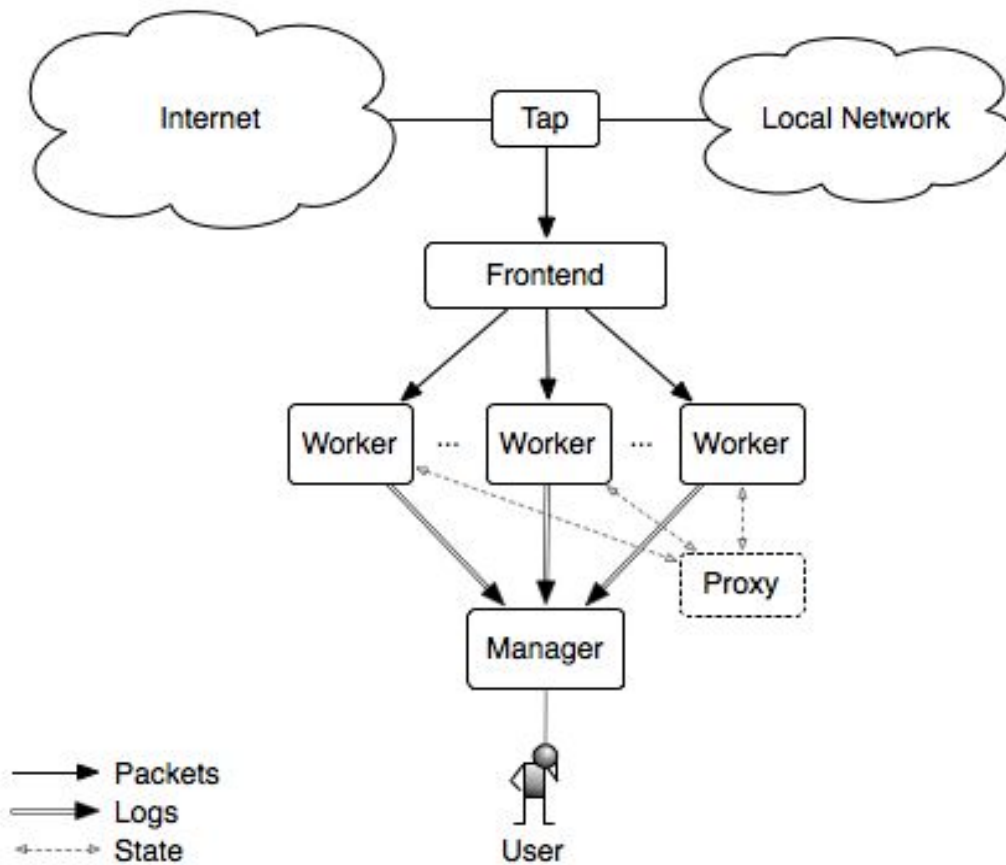 Internet
Tap
Local Network
Frontend
Worker ... Worker ... Worker
Proxy
Manager
Packets
Logs
State
User